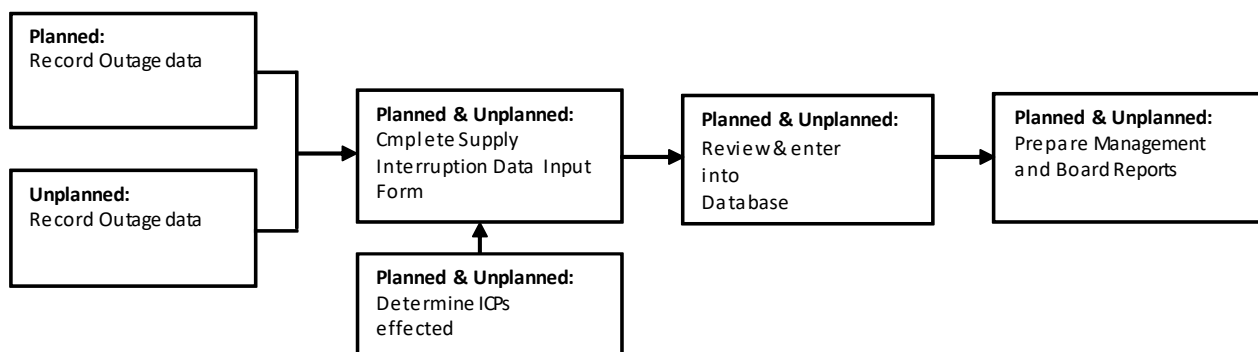 Planned:
Record Outage data
Unplanned:
Record Outage data
Planned & Unplanned:
Cmplete Supply
Interruption Data Input
Form
Planned & Unplanned:
Determine ICPs
effected
Planned & Unplanned:
Review & enter
into
Database
Planned & Unplanned:
Prepare Management
and Board Reports